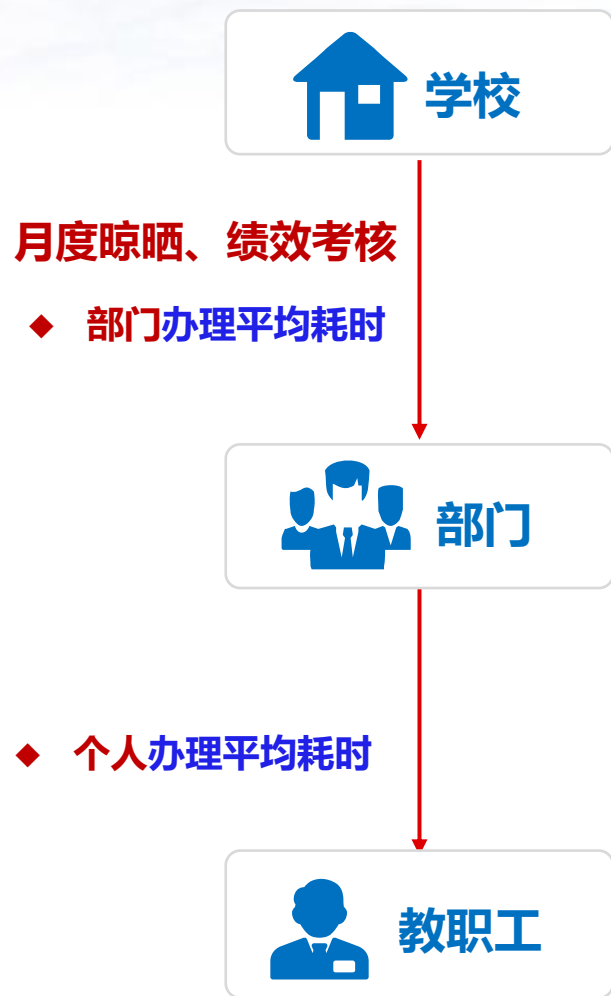 学校
月度晾晒、绩效考核
部门办理平均耗时
部门
个人办理平均耗时
教职工